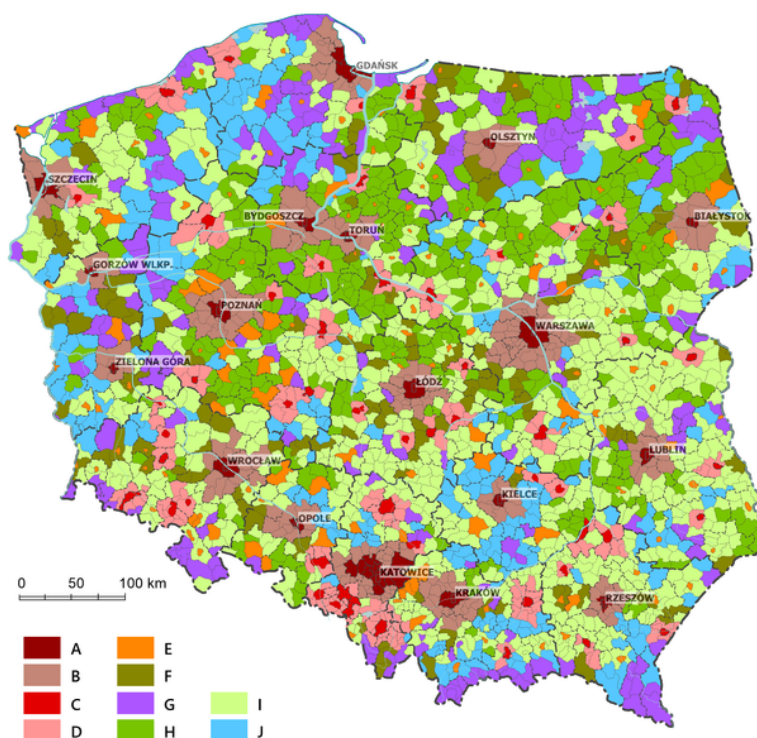 GDAŃSK
OLSZTYN
SZCZECIN
BYDGOSZCZ
TORUŃ
BIAŁYSTOK
GORZÓW WLKP.
POZNAŃ
WARSZAWA
ZIELONA GÓRA
ŁÓDŹ
WROCŁAW
LUBLIN
KIELCE
OPOLE
KATOWICE
KRAKÓW
RZESZÓW
0 50 100 km
A E
B F
C G I
D H J